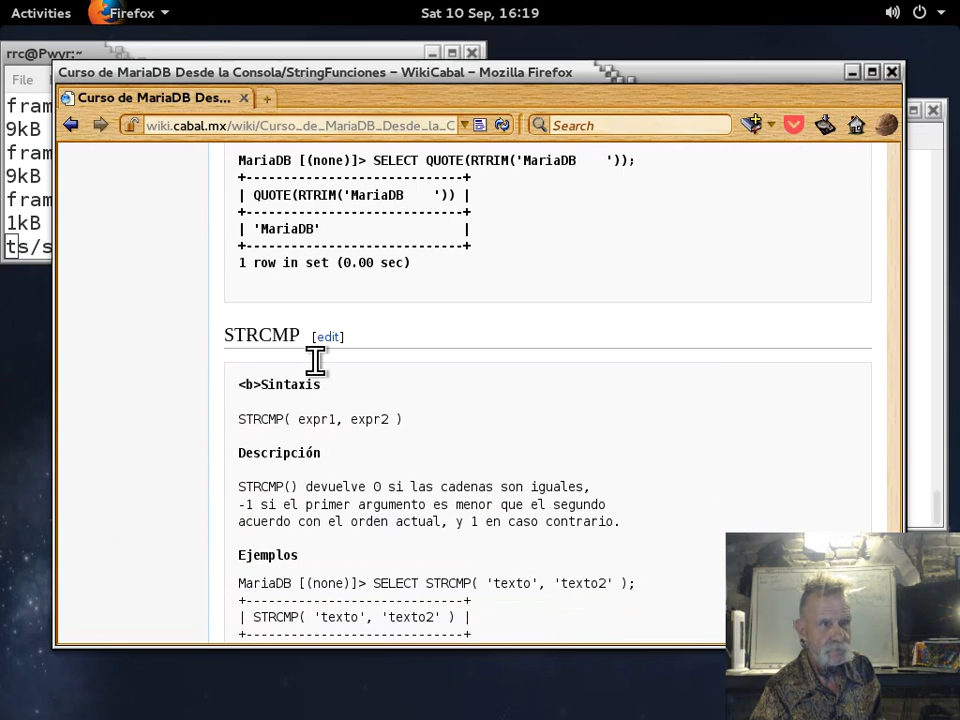 Activities Firefox Sat 10 Sep, 16:19
rrc@Pwyr:~
File
fram
9kB
fram
9kB
fram
1kB
ts/s
Curso de MariaDB Desde la Consola/StringFunciones – WikiCabal – Mozilla Firefox
Curso de MariaDB Des...
wiki.cabal.mx/wiki/Curso_de_MariaDB_Desde_la_C Search
MariaDB [(none)]> SELECT QUOTE(RTRIM('MariaDB    '));
+---------------------------+
| QUOTE(RTRIM('MariaDB    ')) |
+---------------------------+
| 'MariaDB'                   |
+---------------------------+
1 row in set (0.00 sec)
STRCMP [edit]
<b>Sintaxis
STRCMP( expr1, expr2 )
Descripción
STRCMP() devuelve 0 si las cadenas son iguales,
-1 si el primer argumento es menor que el segundo
acuerdo con el orden actual, y 1 en caso contrario.
Ejemplos
MariaDB [(none)]> SELECT STRCMP( 'texto', 'texto2' );
+---------------------------+
| STRCMP( 'texto', 'texto2' ) |
+---------------------------+